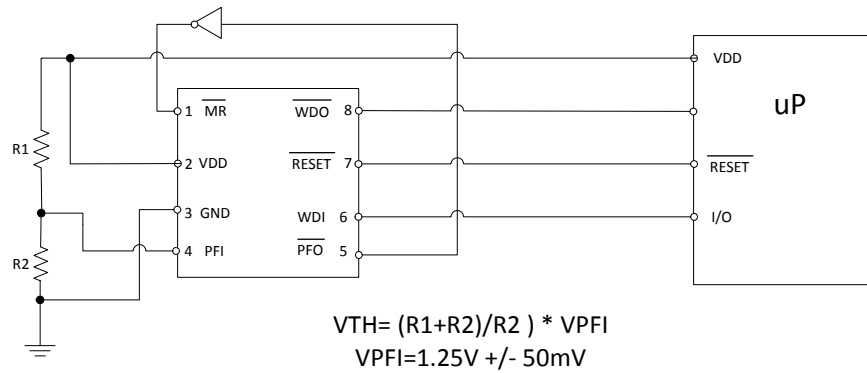 VDD
uP
1 MR WDO 8
R1
2 VDD RESET 7
RESET
3 GND WDI 6
I/O
4 PFI PFO 5
R2
VTH= (R1+R2)/R2 ) * VPFI
VPFI=1.25V +/- 50mV